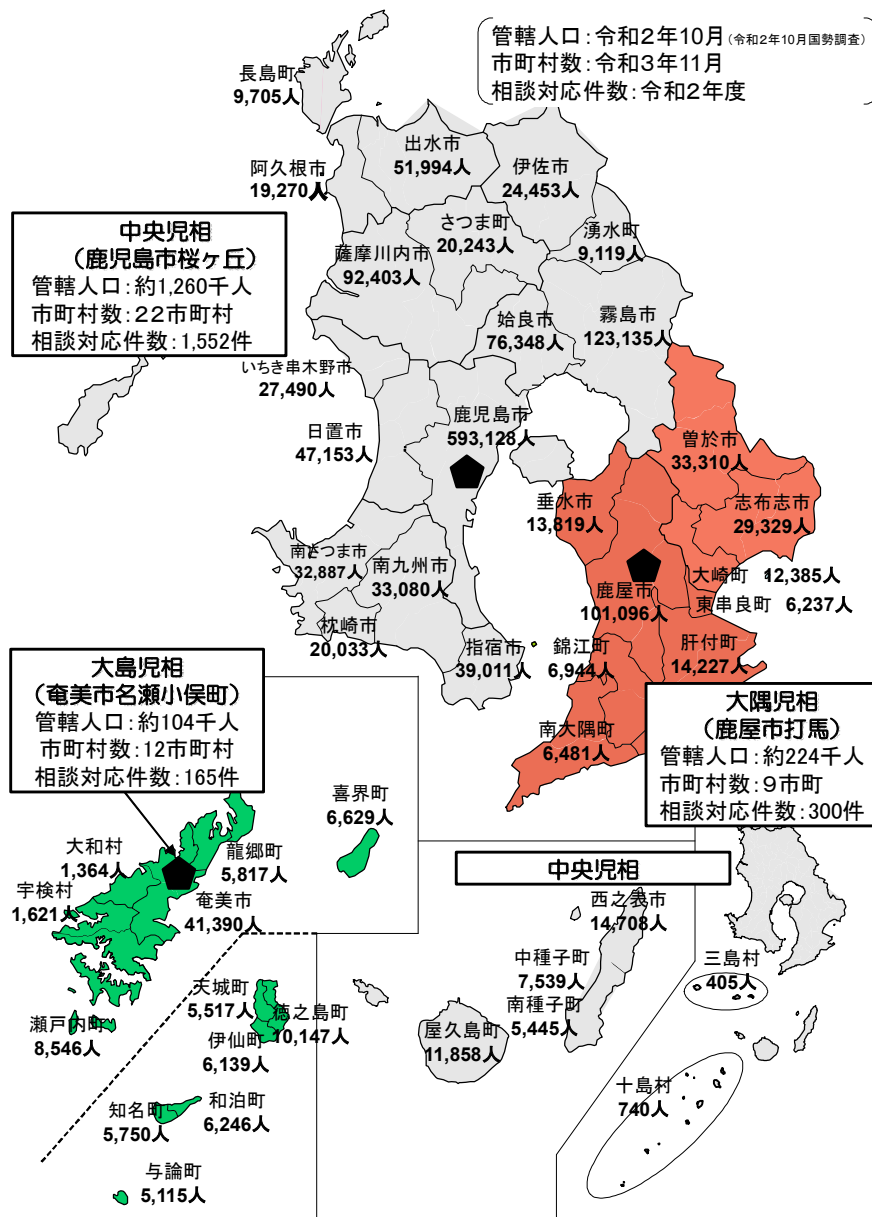 管轄人口:令和2年10月(令和2年10月国勢調査)
市町村数:令和3年11月
相談対応件数:令和2年度
長島町
9,705人
出水市
51,994人
伊佐市
24,453人
阿久根市
19,270人
さつま町
20,243人
湧水町
9,119人
中央児相
(鹿児島市桜ヶ丘)
管轄人口:約1,260千人
市町村数:22市町村
相談対応件数:1,552件
薩摩川内市
92,403人
姶良市
76,348人
霧島市
123,135人
いちき串木野市
27,490人
鹿児島市
593,128人
日置市
47,153人
曽於市
33,310人
垂水市
13,819人
志布志市
29,329人
南さつま市
32,887人
南九州市
33,080人
大崎町 12,385人
鹿屋市
101,096人
東串良町 6,237人
枕崎市
20,033人
指宿市
39,011人
錦江町
6,944人
肝付町
14,227人
南大隅町
6,481人
大島児相
(奄美市名瀬小俣町)
管轄人口:約104千人
市町村数:12市町村
相談対応件数:165件
大隅児相
(鹿屋市打馬)
管轄人口:約224千人
市町村数:9市町
相談対応件数:300件
喜界町
6,629人
大和村
1,364人
龍郷町
5,817人
宇検村
1,621人
奄美市
41,390人
中央児相
西之表市
14,708人
中種子町
7,539人
南種子町
5,445人
三島村
405人
天城町
5,517人
徳之島町
10,147人
瀬戸内町
8,546人
伊仙町
6,139人
屋久島町
11,858人
十島村
740人
知名町
5,750人
和泊町
6,246人
与論町
5,115人